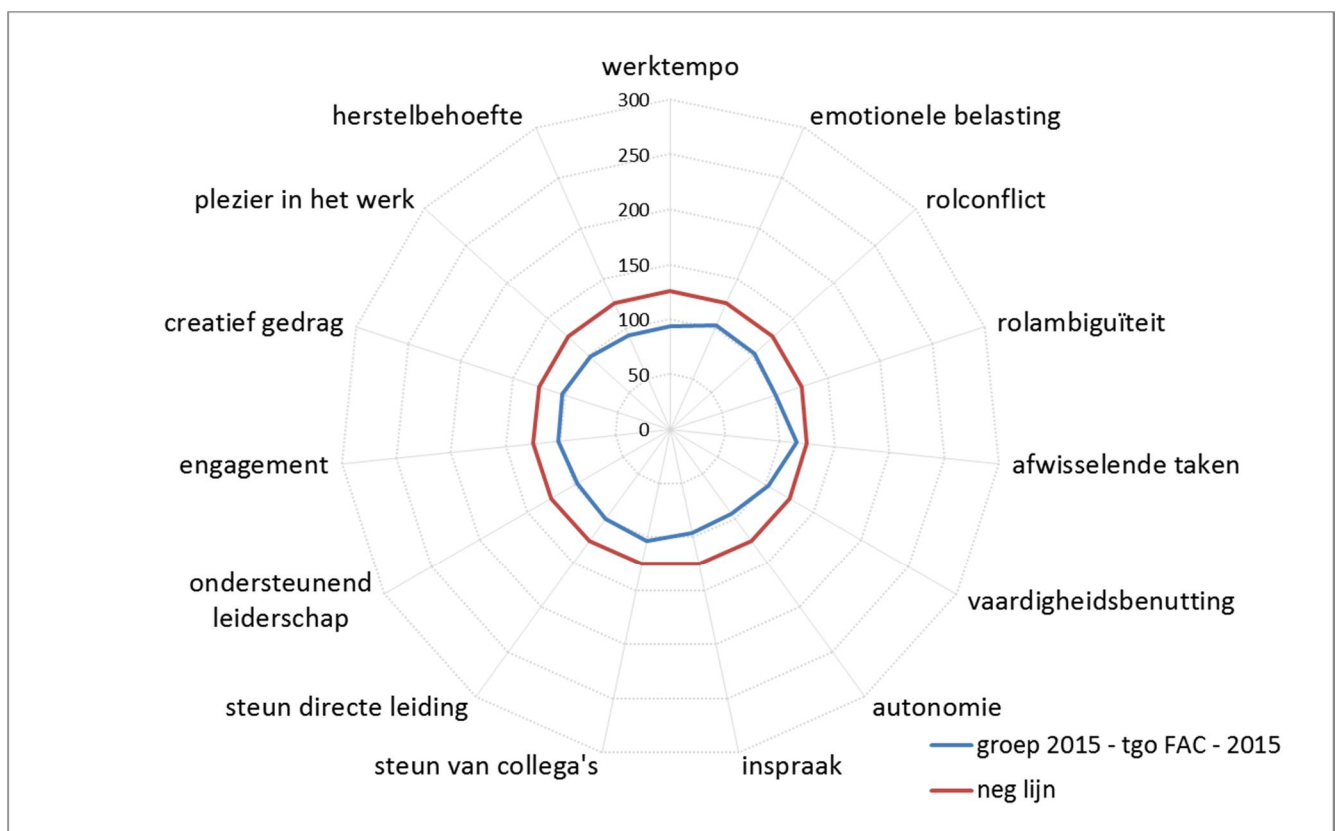 werktempo
300
250
200
150
100
50
0
emotionele belasting
rolconflict
rolambiguïteit
afwisselende taken
vaardigheidsbenutting
autonomie
inspraak
steun van collega's
steun directe leiding
ondersteunend
leiderschap
engagement
creatief gedrag
plezier in het werk
herstelbehoefte
groep 2015 - tgo FAC - 2015
neg lijn